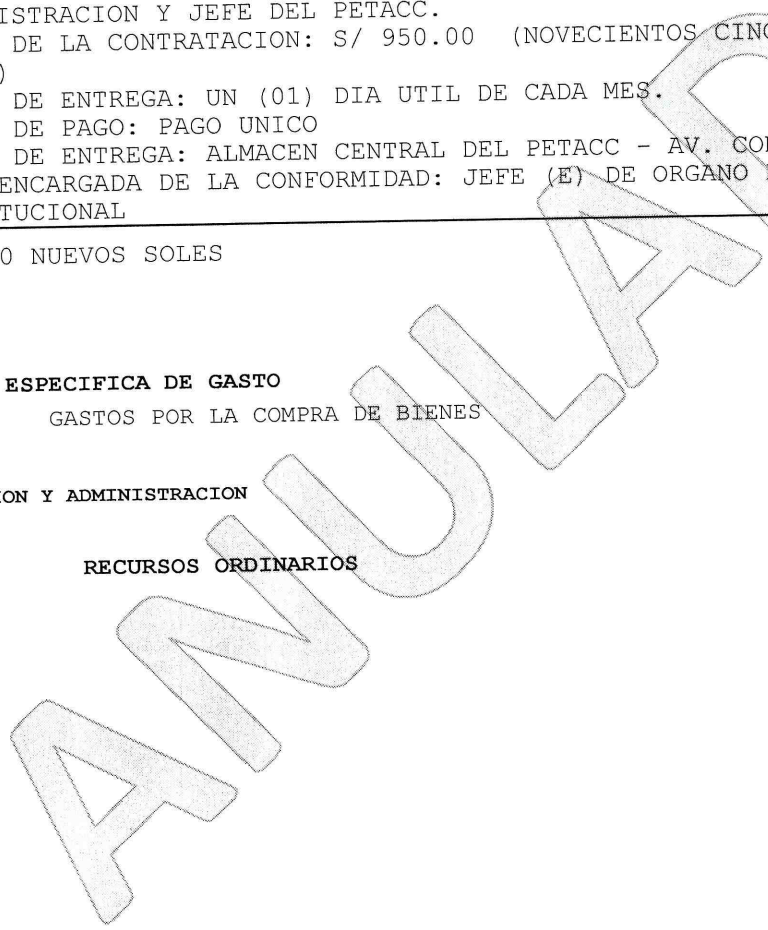 ISTRACION Y JEFE DEL PETACC.
DE LA CONTRATACION: S/ 950.00 (NOVECIENTOS CINC
)
DE ENTREGA: UN (01) DIA UTIL DE CADA MES.
DE PAGO: PAGO UNICO
DE ENTREGA: ALMACEN CENTRAL DEL PETACC - AV. CO
ENCARGADA DE LA CONFORMIDAD: JEFE (E) DE ORGANO
TUCIONAL
0 NUEVOS SOLES
ESPECIFICA DE GASTO
GASTOS POR LA COMPRA DE BIENES
ION Y ADMINISTRACION
RECURSOS ORDINARIOS
ANULAD